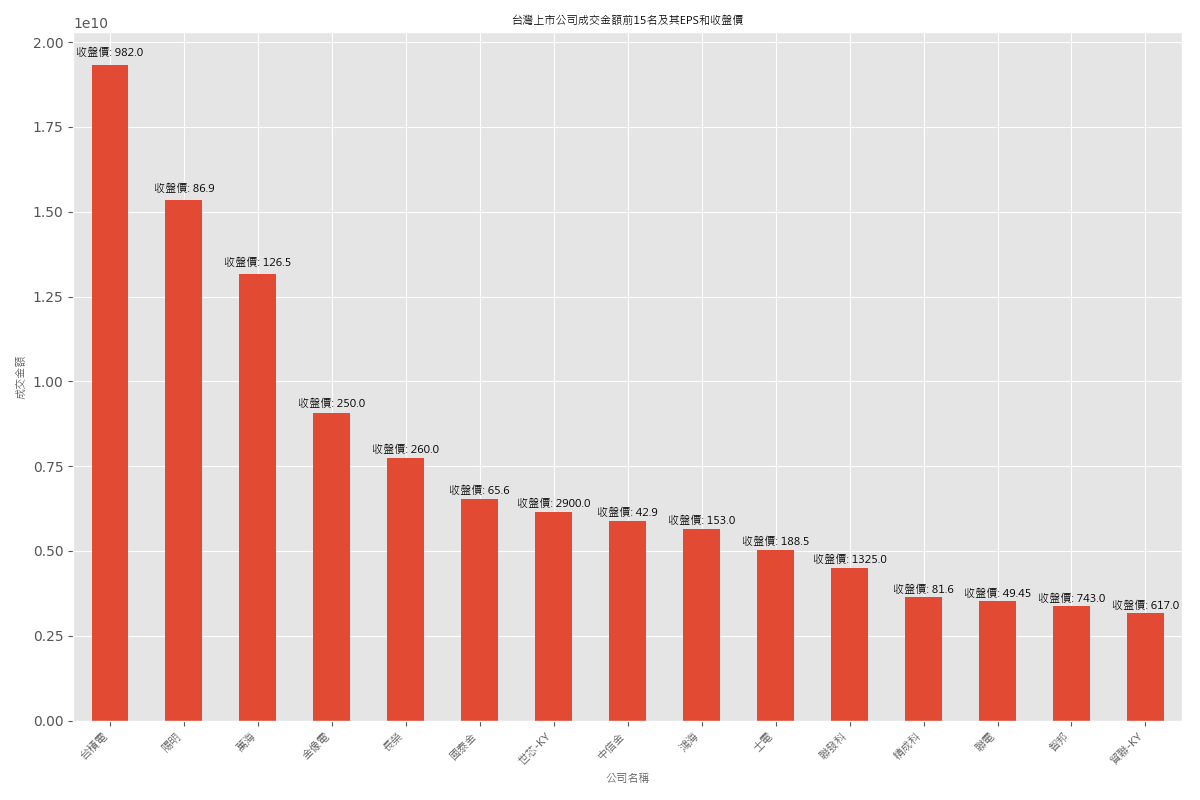 台灣上市公司成交金額前15名及其EPS和收盤價
1e10
2.00
1.75
1.50
1.25
1.00
0.75
0.50
0.25
0.00
成交金額
收盤價: 982.0
收盤價: 86.9
收盤價: 126.5
收盤價: 250.0
收盤價: 260.0
收盤價: 65.6
收盤價: 2900.0
收盤價: 42.9
收盤價: 153.0
收盤價: 188.5
收盤價: 1325.0
收盤價: 81.6
收盤價: 49.45
收盤價: 743.0
收盤價: 617.0
台積電
陽明
萬海
金像電
長榮
國泰金
世芯-KY
中信金
鴻海
士電
聯發科
精成科
聯電
智邦
貿聯-KY
公司名稱